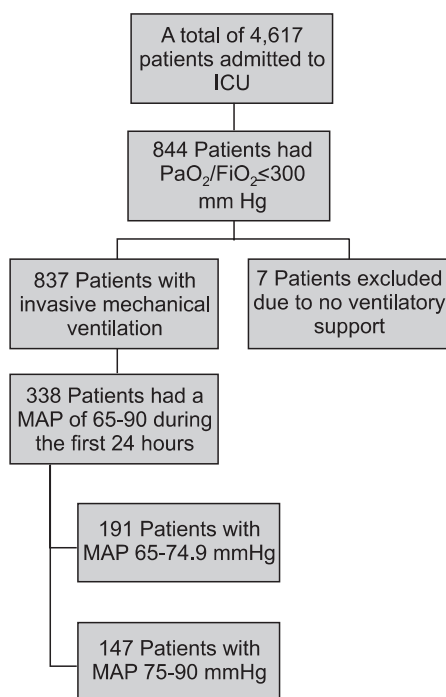 A total of 4,617
patients admitted to
ICU
844 Patients had
PaO₂/FiO₂≤300
mm Hg
837 Patients with
invasive mechanical
ventilation
7 Patients excluded
due to no ventilatory
support
338 Patients had a
MAP of 65-90 during
the first 24 hours
191 Patients with
MAP 65-74.9 mmHg
147 Patients with
MAP 75-90 mmHg